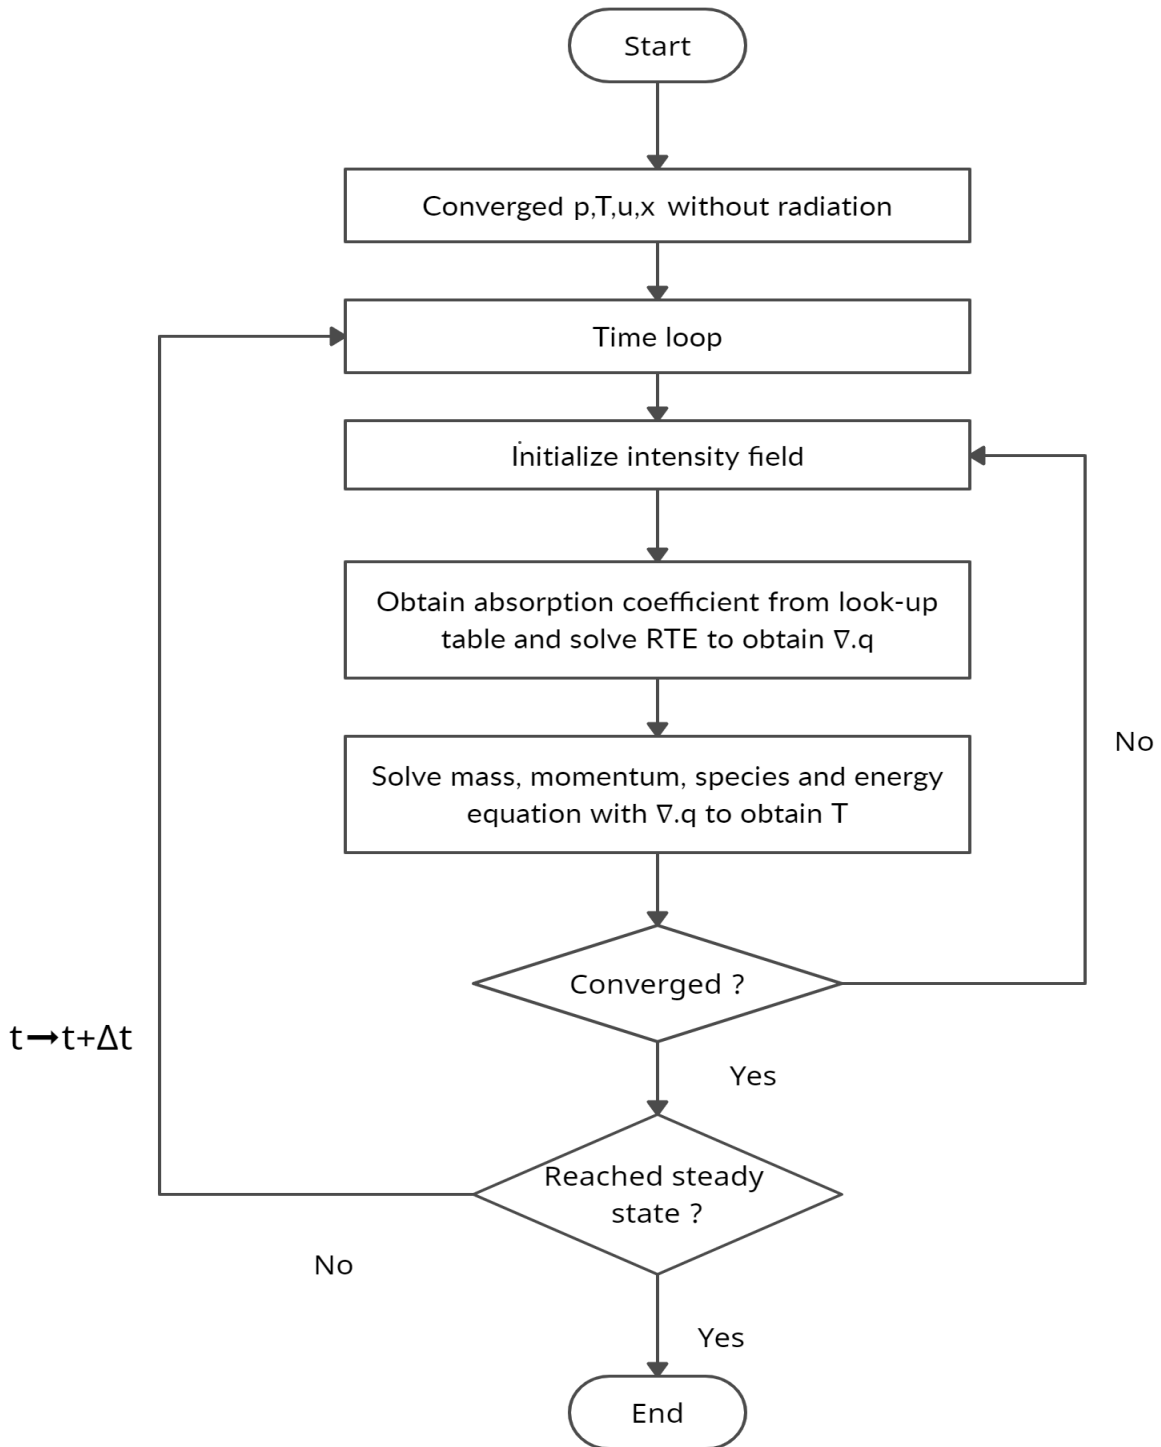 Start
Converged p,T,u,x without radiation
Time loop
Initialize intensity field
Obtain absorption coefficient from look-up
table and solve RTE to obtain ∇.q
No
Solve mass, momentum, species and energy
equation with ∇.q to obtain T
Converged ?
t→t+Δt
Yes
Reached steady
state ?
No
Yes
End